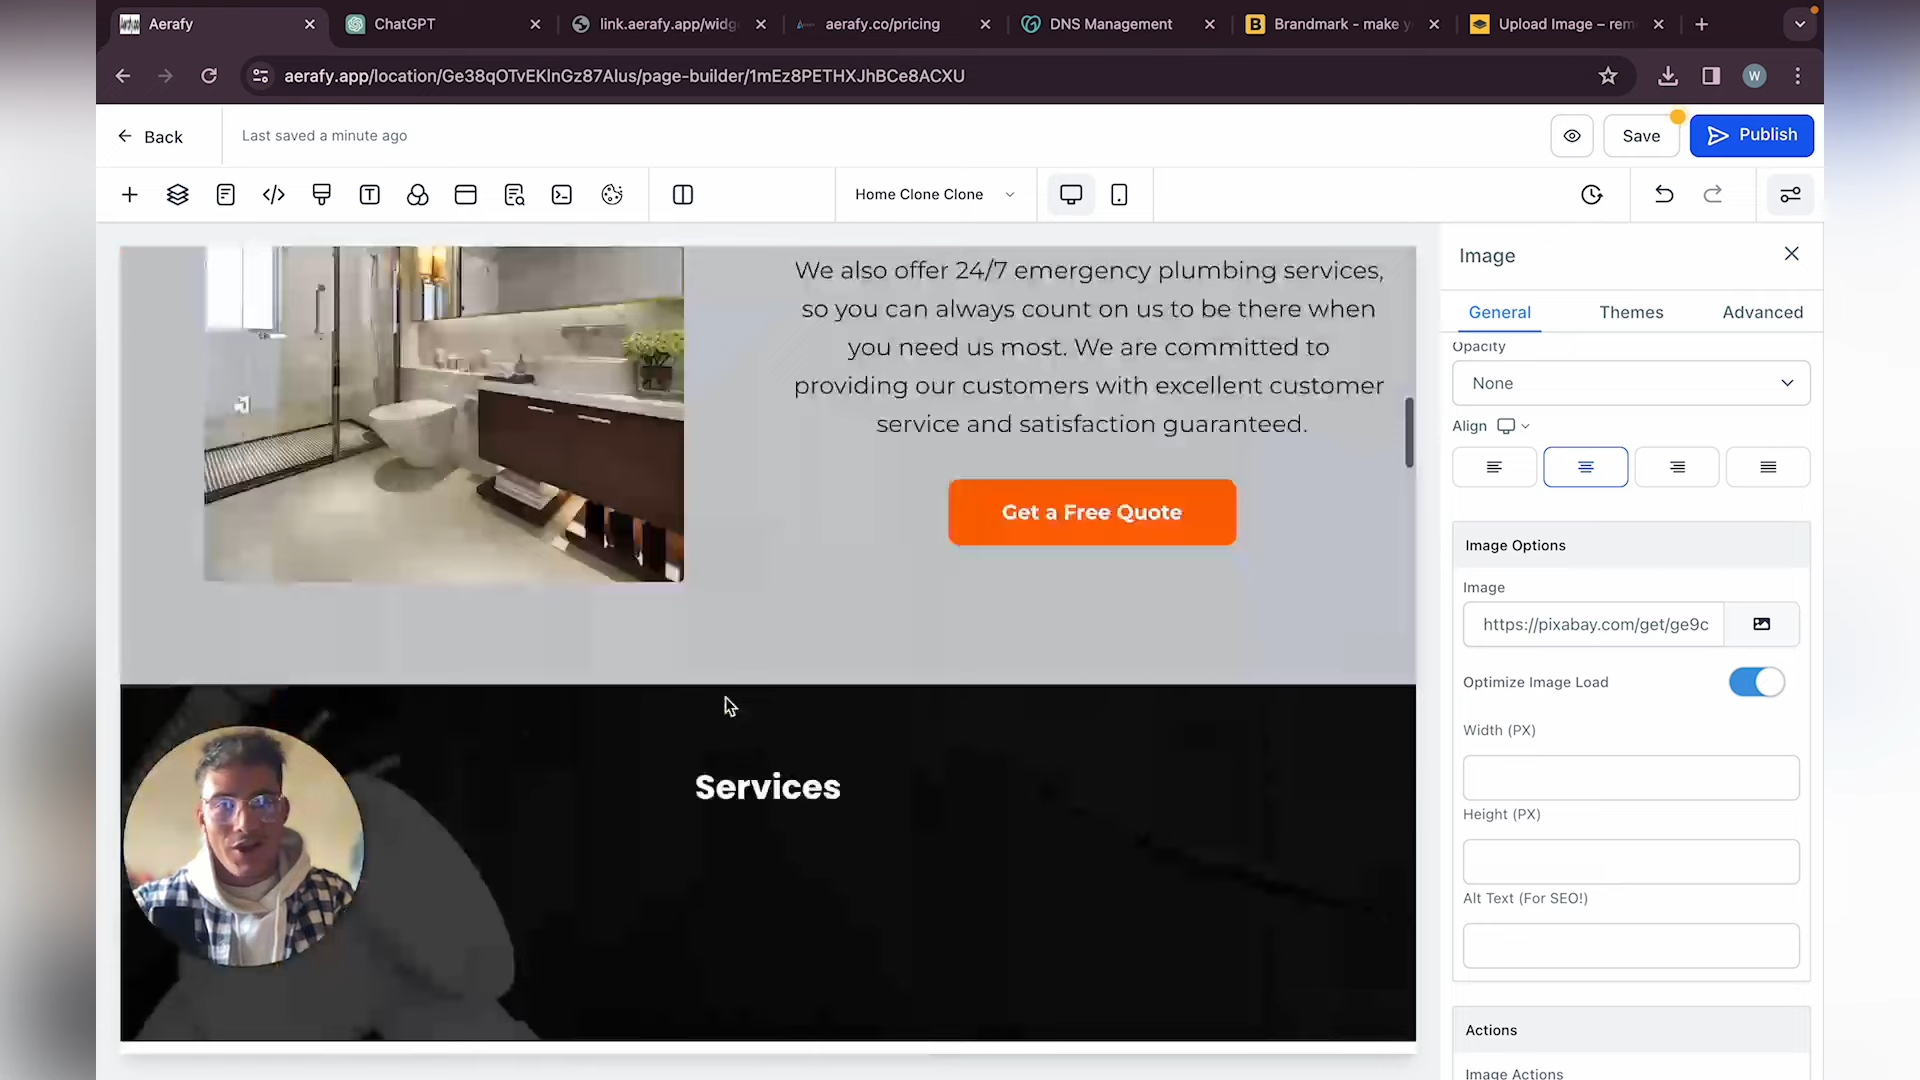 Aerafy
ChatGPT
link.aerafy.app/widg
aerafy.co/pricing
DNS Management
Brandmark - make y
Upload Image – rem
aerafy.app/location/Ge38qOTvEKlnGz87Alus/page-builder/1mEz8PETHXJhBCe8ACXU
W
Back
Last saved a minute ago
Save
Publish
Home Clone Clone
We also offer 24/7 emergency plumbing services,
so you can always count on us to be there when
you need us most. We are committed to
providing our customers with excellent customer
service and satisfaction guaranteed.
Get a Free Quote
Services
Image
General
Themes
Advanced
Opacity
None
Align
Image Options
Image
https://pixabay.com/get/ge9c
Optimize Image Load
Width (PX)
Height (PX)
Alt Text (For SEO!)
Actions
Image Actions